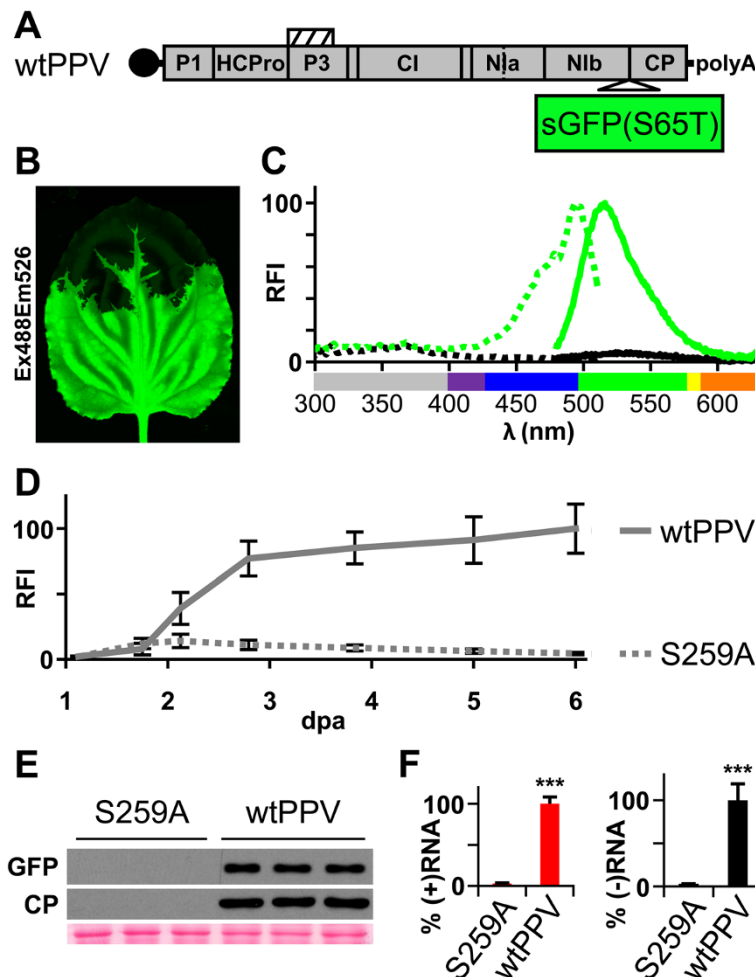 A
wtPPV P1 HCPro P3 CI NIa NIb CP polyA
sGFP(S65T)
B
Ex488Em526
C
RFI
100
0
300 400 450 500 550 600
λ (nm)
D
RFI
100
0
1 2 3 4 5 6
dpa
wtPPV
S259A
E
S259A wtPPV
GFP
CP
F
% (+)RNA
100
0
***
S259A wtPPV
% (-)RNA
100
0
***
S259A wtPPV